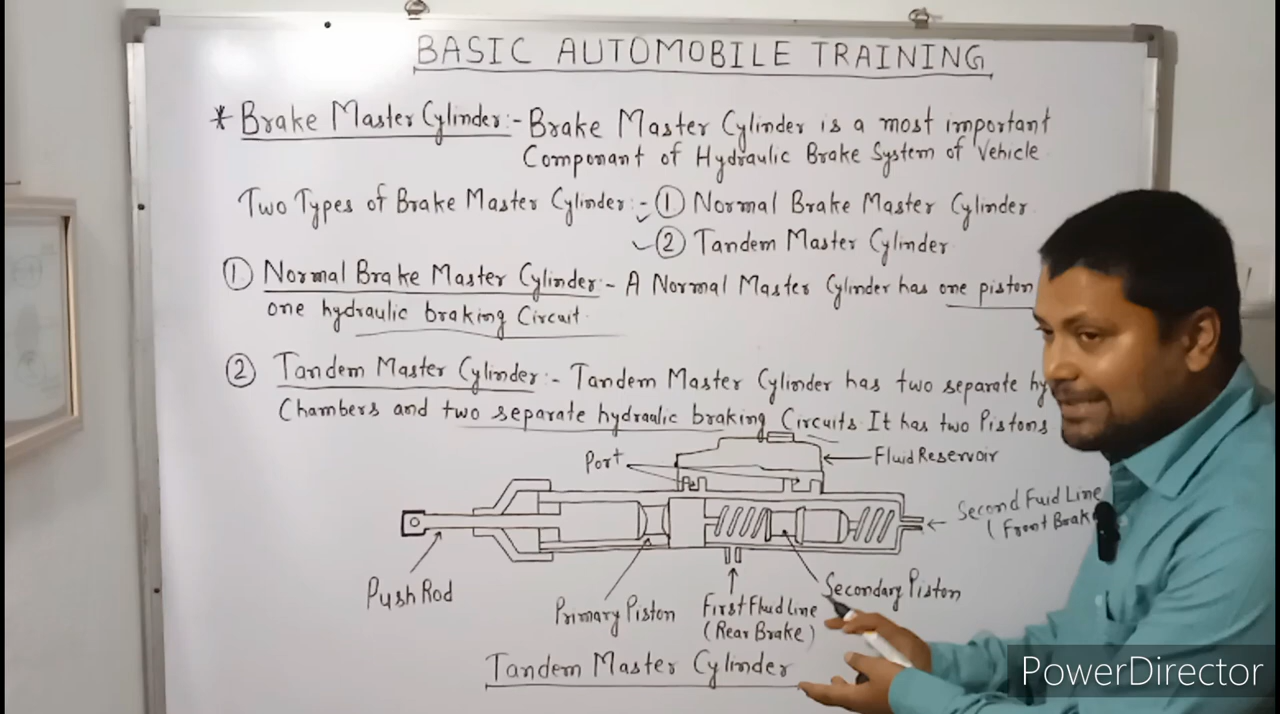 BASIC AUTOMOBILE TRAINING
* Brake Master Cylinder:- Brake Master Cylinder is a most important
Componant of Hydraulic Brake System of Vehicle
Two Types of Brake Master Cylinder:- ① Normal Brake Master Cylinder
② Tandem Master Cylinder
① Normal Brake Master Cylinder:- A Normal Master Cylinder has one piston
one hydraulic braking Circuit.
② Tandem Master Cylinder:- Tandem Master Cylinder has two separate hy
Chambers and two separate hydraulic braking Circuits. It has two Pistons
Port
Fluid Reservoir
Second Fuid Line
(Front Brak
Push Rod
Primary Piston
First Fluid Line
(Rear Brake)
Secondary Piston
Tandem Master Cylinder
PowerDirector